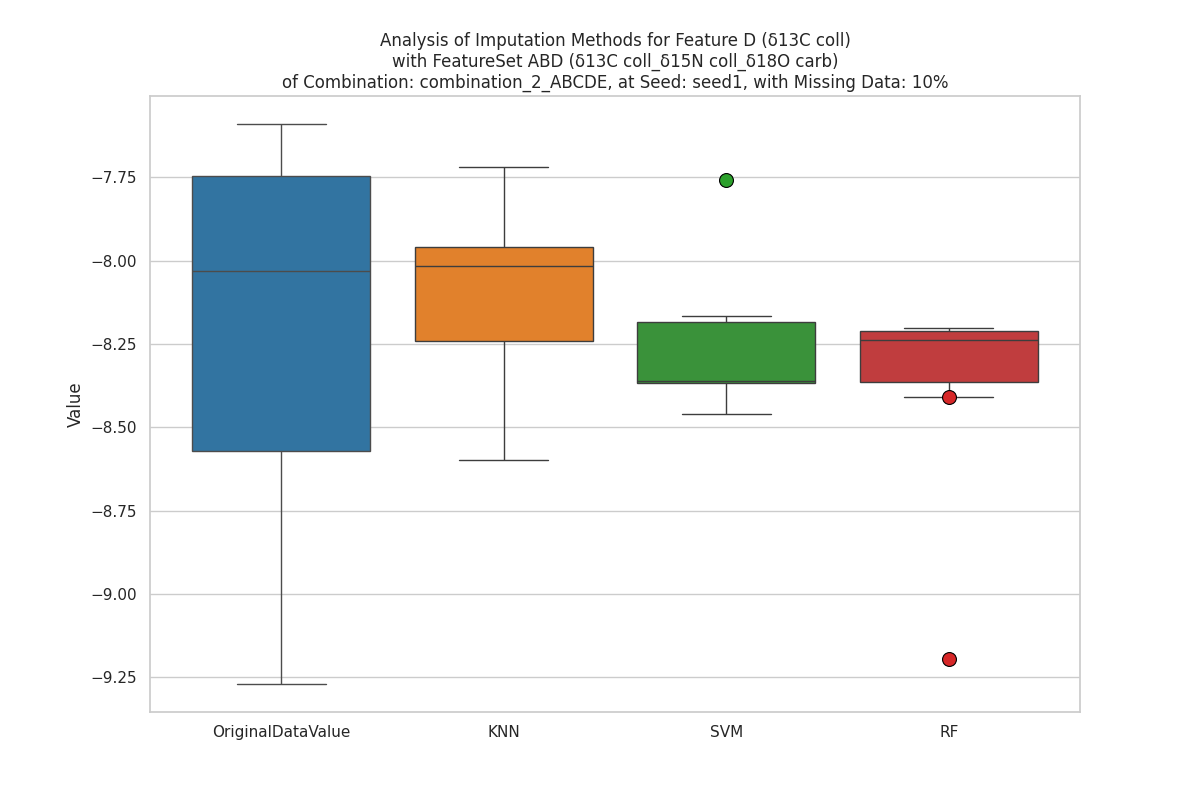 Analysis of Imputation Methods for Feature D (δ13C coll)
with FeatureSet ABD (δ13C coll_δ15N coll_δ18O carb)
of Combination: combination_2_ABCDE, at Seed: seed1, with Missing Data: 10%
−7.75
−8.00
−8.25
−8.50
−8.75
−9.00
−9.25
Value
OriginalDataValue
KNN
SVM
RF